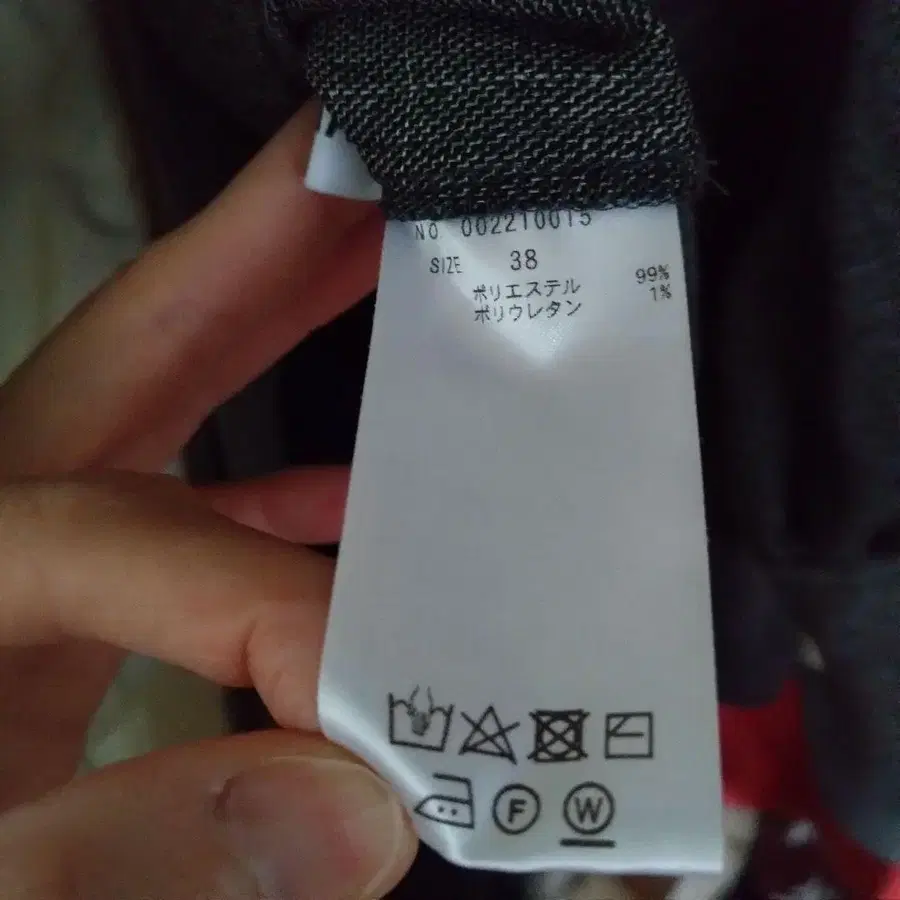 NO. 002210015
SIZE 38
ポリエステル 99%
ポリウレタン 1%
F W